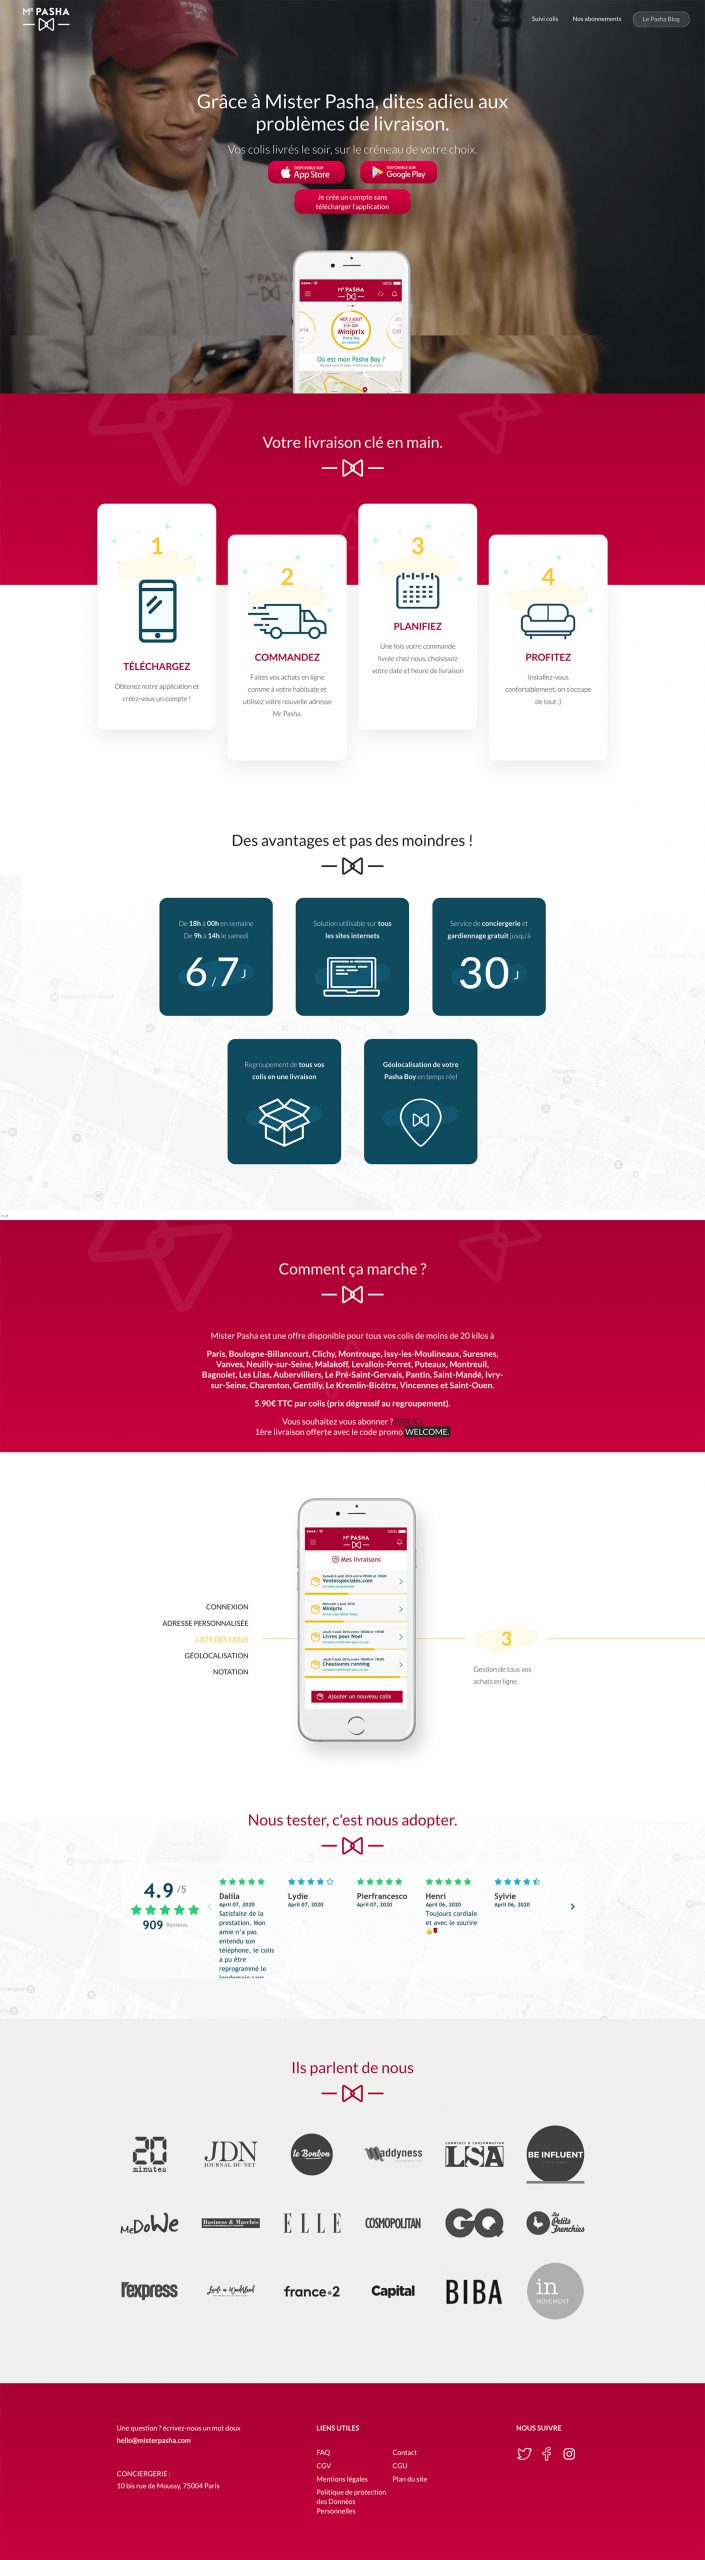 Mr PASHA
Suivi colis
Nos abonnements
Le Pasha Blog
Grâce à Mister Pasha, dites adieu aux
problèmes de livraison.
Vos colis livrés le soir, sur le créneau de votre choix.
DISPONIBLE SUR
App Store
DISPONIBLE SUR
Google Play
Je crée un compte sans
télécharger l'application
Mr PASHA
100%
Mr PASHA
Miniprix
Où est mon Pasha Boy ?
Votre livraison clé en main.
1
TÉLÉCHARGEZ
Obtenez notre application et
créez-vous un compte !
2
COMMANDEZ
Faites vos achats en ligne
comme à votre habitude et
utilisez votre nouvelle adresse
Mr Pasha.
3
PLANIFIEZ
Une fois votre commande
livrée chez nous, choisissez
votre date et heure de livraison
4
PROFITEZ
Installez-vous
confortablement, on s'occupe
de tout ;)
Des avantages et pas des moindres !
De 18h à 00h en semaine
De 9h à 14h le samedi
6/7J
Solution utilisable sur tous
les sites internets
Service de conciergerie et
gardiennage gratuit jusqu'à
30 J
Regroupement de tous vos
colis en une livraison
Géolocalisation de votre
Pasha Boy en temps réel
-->
Comment ça marche ?
Mister Pasha est une offre disponible pour tous vos colis de moins de 20 kilos à
Paris, Boulogne-Billancourt, Clichy, Montrouge, Issy-les-Moulineaux, Suresnes,
Vanves, Neuilly-sur-Seine, Malakoff, Levallois-Perret, Puteaux, Montreuil,
Bagnolet, Les Lilas, Aubervilliers, Le Pré-Saint-Gervais, Pantin, Saint-Mandé, Ivry-
sur-Seine, Charenton, Gentilly, Le Kremlin-Bicêtre, Vincennes et Saint-Ouen.
5.90€ TTC par colis (prix dégressif au regroupement).
Vous souhaitez vous abonner ? PAR ICI
1ère livraison offerte avec le code promo WELCOME.
CONNEXION
ADRESSE PERSONNALISÉE
LISTE DES COLIS
GÉOLOCALISATION
NOTATION
100%
Mr PASHA
Mes livraisons
Ventesspeciales.com
Miniprix
Livres pour Noel
Chaussures running
Ajouter un nouveau colis
3
Gestion de tous vos
achats en ligne.
Nous tester, c'est nous adopter.
4.9 /5
909 Reviews
Dalila
April 07, 2020
Satisfaite de la
prestation. Mon
amie n'a pas
entendu son
téléphone, le colis
a pu être
reprogrammé le
lendemain sans
Lydie
April 07, 2020
Pierfrancesco
April 07, 2020
Henri
April 06, 2020
Toujours cordiale
et avec le sourire
Sylvie
April 06, 2020
Ils parlent de nous
20
minutes
JDN
JOURNAL DU NET
le Bonbon
Maddyness
COMMERCE & CONSOMMATION
LSA
BE INFLUENT
MeDoWe
Business & Marchés
ELLE
COSMOPOLITAN
GQ
Les
Petits
Frenchies
l'express
france•2
Capital
BIBA
in
MOVEMENT
Une question ? écrivez-nous un mot doux
hello@misterpasha.com
CONCIERGERIE :
10 bis rue de Moussy, 75004 Paris
LIENS UTILES
FAQ
CGV
Mentions légales
Politique de protection
des Données
Personnelles
Contact
CGU
Plan du site
NOUS SUIVRE